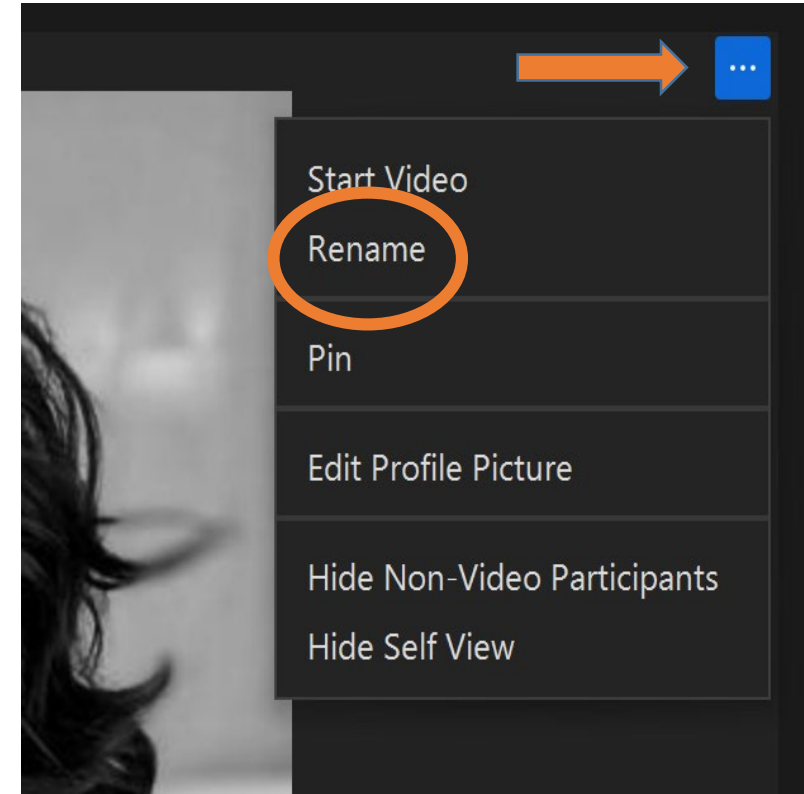 ...
Start Video
Rename
Pin
Edit Profile Picture
Hide Non-Video Participants
Hide Self View